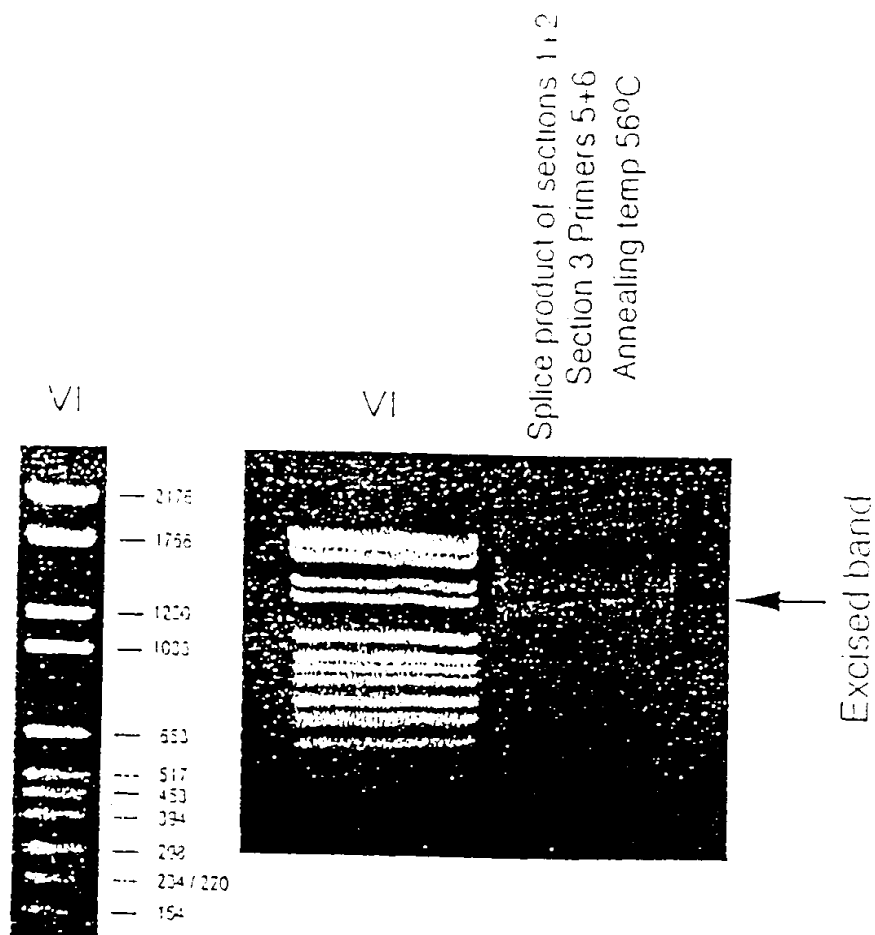 Splice product of sections 1+2
Section 3 Primers 5+6
Annealing temp 56ºC
VI
VI
2176
1766
1230
1033
653
517
453
394
298
234 / 220
154
Excised band